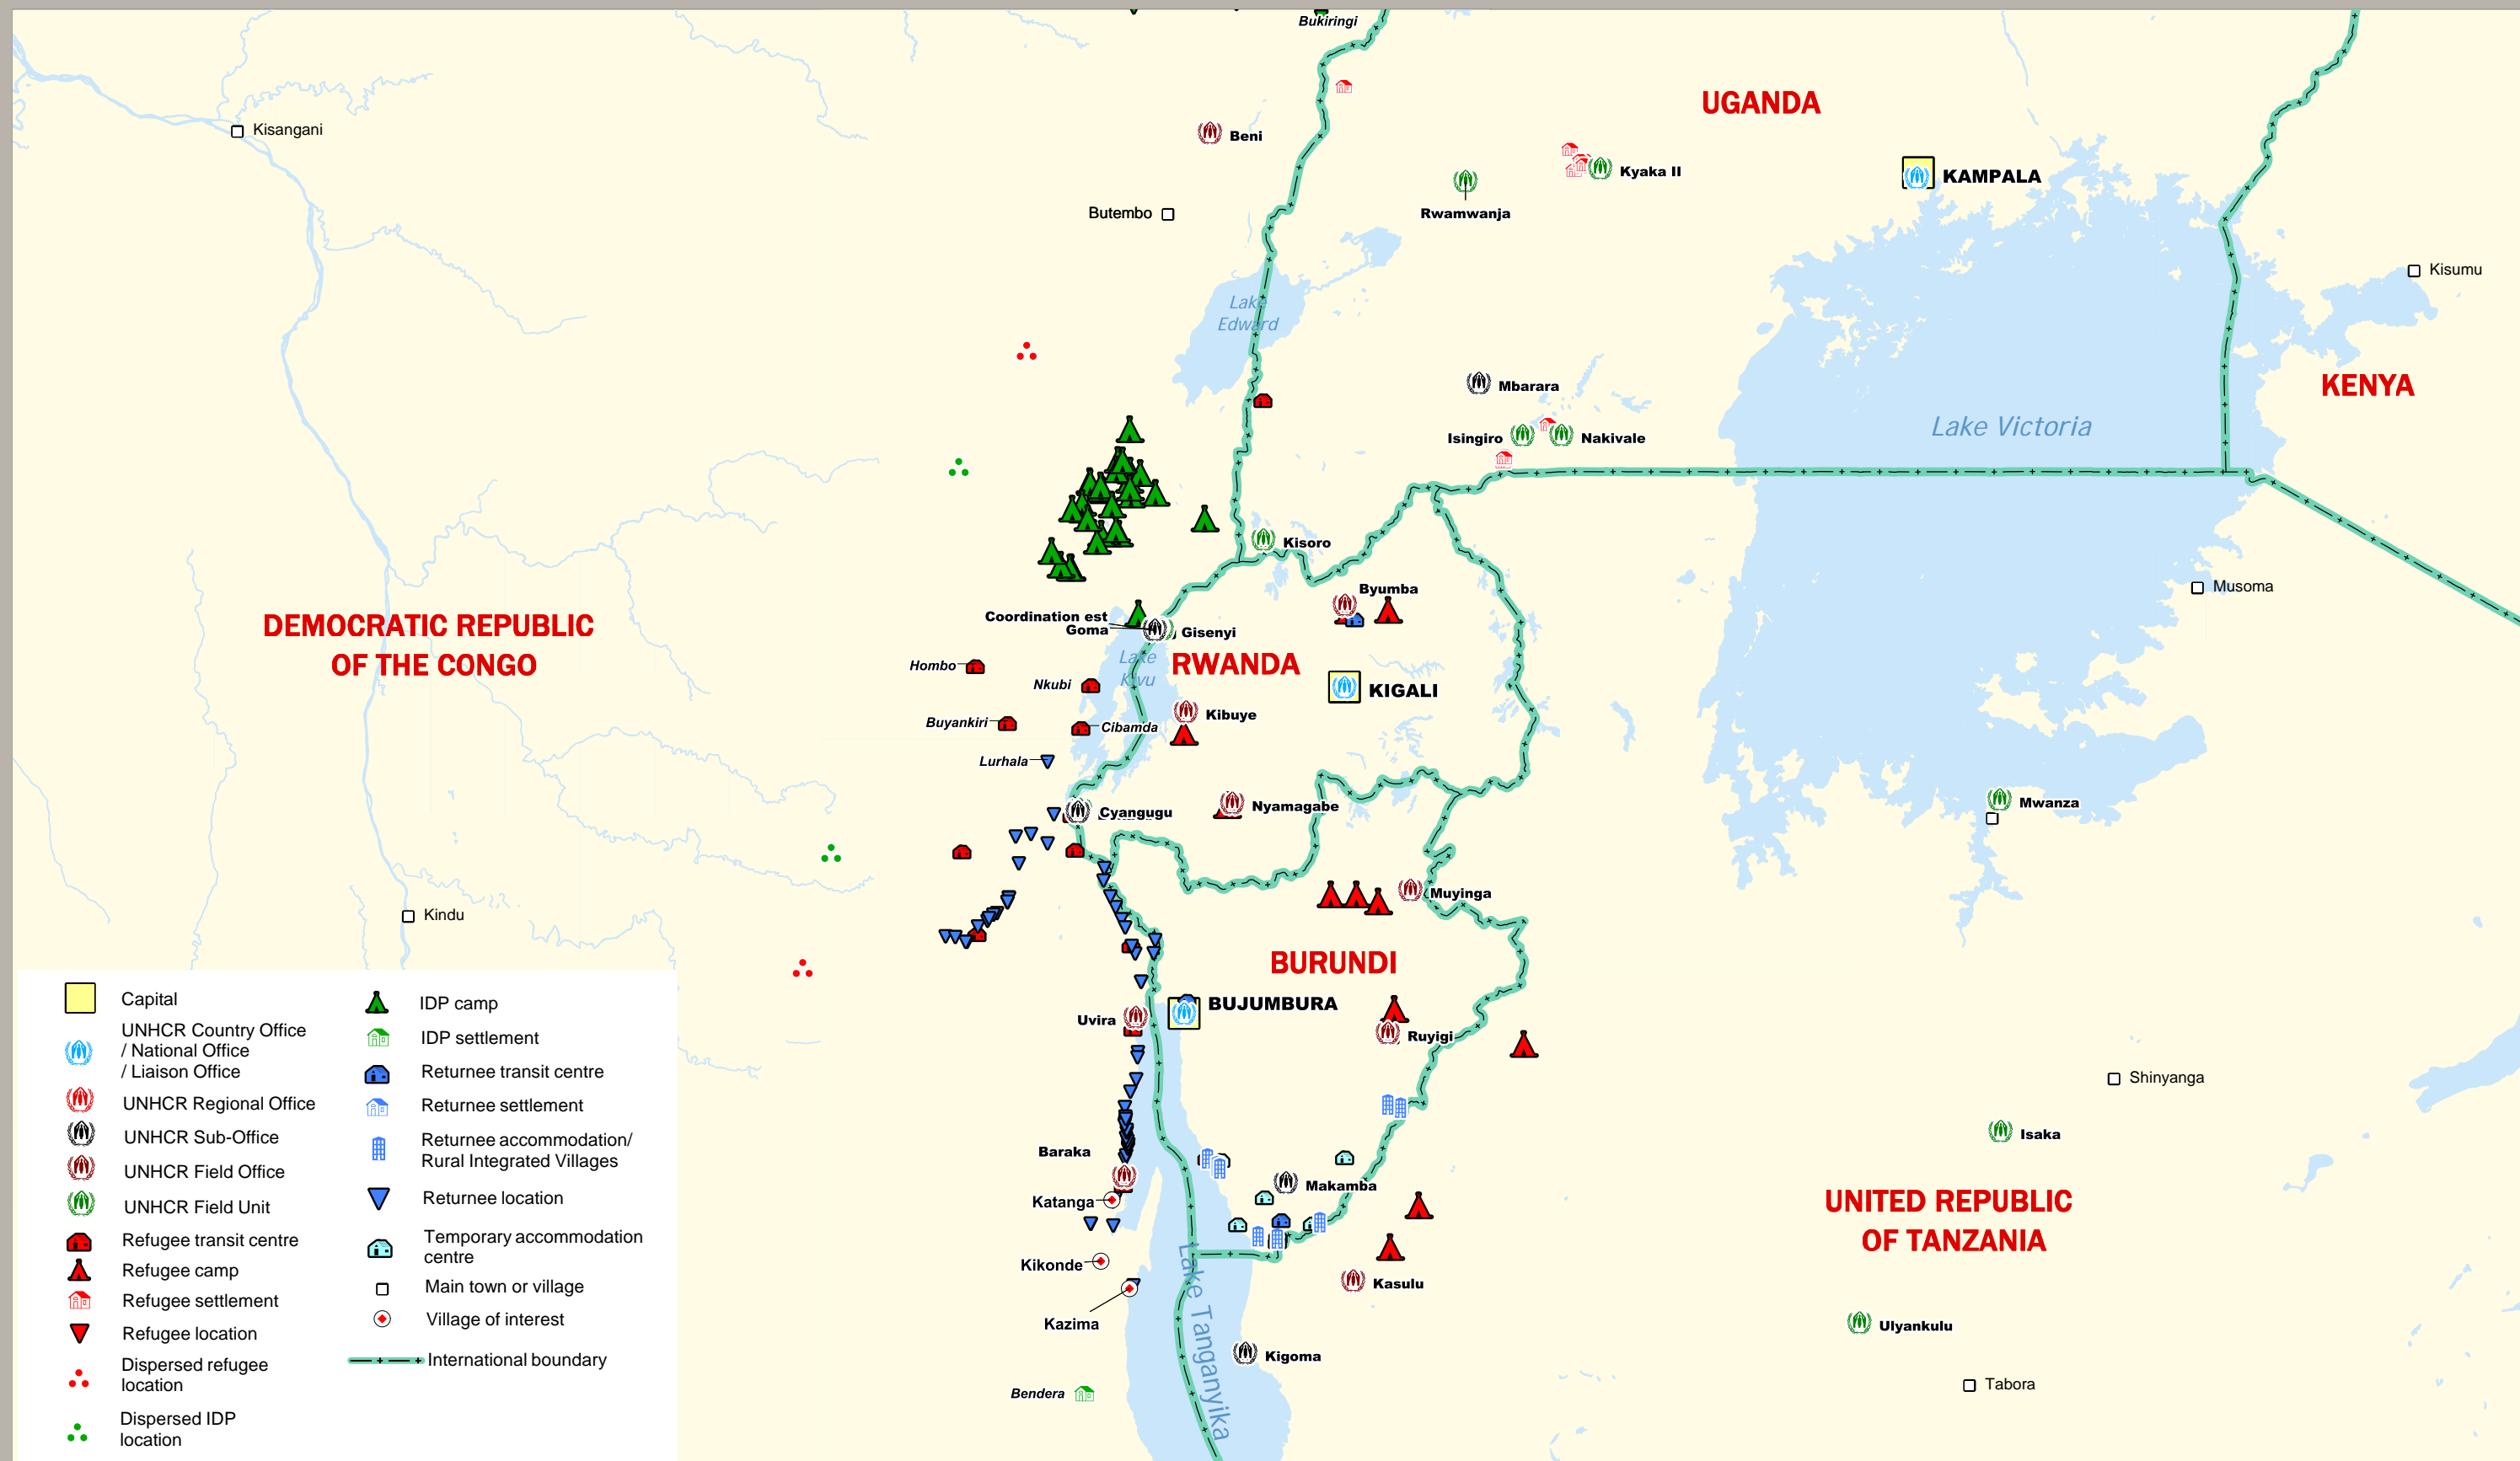 Bukiringi
UGANDA
Kisangani
Beni
Kyaka II
KAMPALA
Butembo
Rwamwanja
Kisumu
Lake
Edward
Mbarara
KENYA
Lake Victoria
Isingiro
Nakivale
Kisoro
Musoma
Byumba
DEMOCRATIC REPUBLIC
OF THE CONGO
Coordination est
Goma
Gisenyi
Lake
Kivu
RWANDA
Hombo
Nkubi
KIGALI
Buyankiri
Cibamda
Kibuye
Lurhala
Cyangugu
Nyamagabe
Mwanza
Muyinga
Kindu
BURUNDI
BUJUMBURA
Uvira
Ruyigi
Shinyanga
Isaka
Baraka
Makamba
Katanga
UNITED REPUBLIC
OF TANZANIA
Kikonde
Kasulu
Kazima
Ulyankulu
Lake Tanganyika
Kigoma
Tabora
Bendera
Capital
UNHCR Country Office
/ National Office
/ Liaison Office
UNHCR Regional Office
UNHCR Sub-Office
UNHCR Field Office
UNHCR Field Unit
Refugee transit centre
Refugee camp
Refugee settlement
Refugee location
Dispersed refugee
location
Dispersed IDP
location
IDP camp
IDP settlement
Returnee transit centre
Returnee settlement
Returnee accommodation/
Rural Integrated Villages
Returnee location
Temporary accommodation
centre
Main town or village
Village of interest
International boundary